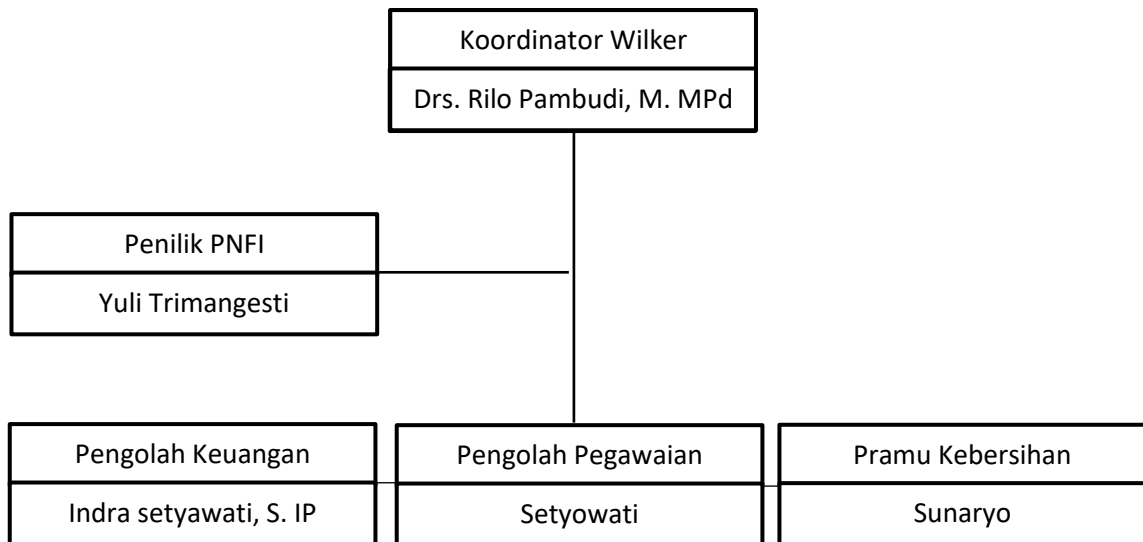 Koordinator Wilker
Drs. Rilo Pambudi, M. MPd
Penilik PNFI
Yuli Trimangesti
Pengolah Keuangan
Indra setyawati, S. IP
Pengolah Pegawaian
Setyowati
Pramu Kebersihan
Sunaryo